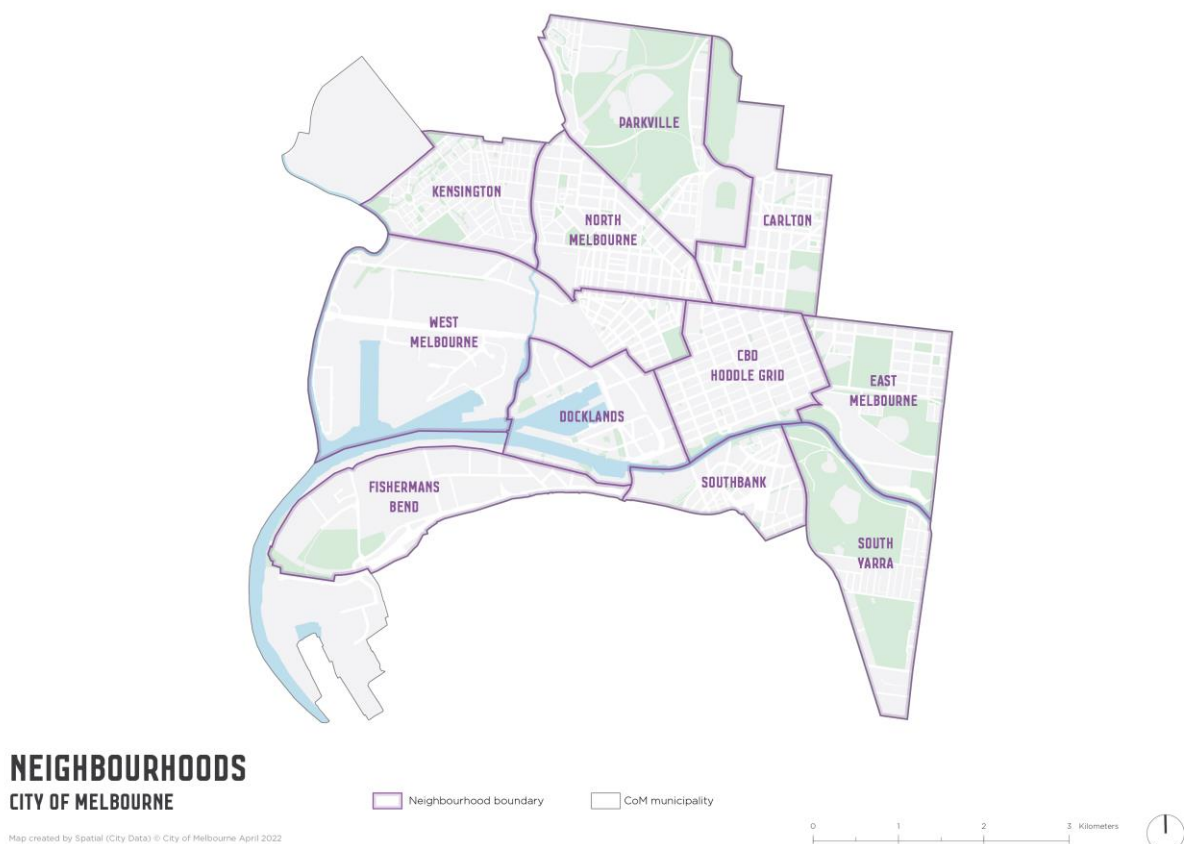 PARKVILLE
KENSINGTON
NORTH
MELBOURNE
CARLTON
WEST
MELBOURNE
CBD
HODDLE GRID
EAST
MELBOURNE
DOCKLANDS
FISHERMANS
BEND
SOUTHBANK
SOUTH
YARRA
NEIGHBOURHOODS
CITY OF MELBOURNE
Neighbourhood boundary
CoM municipality
Map created by Spatial (City Data) © City of Melbourne April 2022
0 1 2 3 Kilometers